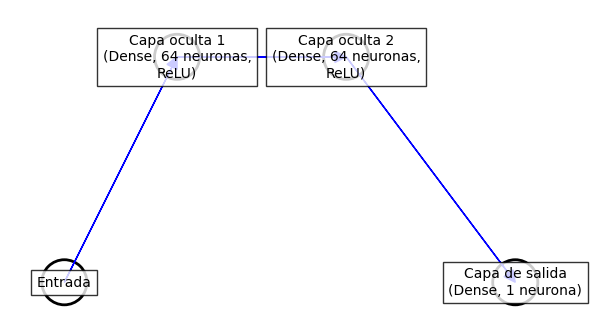 Capa oculta 1
(Dense, 64 neuronas,
ReLU)
Capa oculta 2
(Dense, 64 neuronas,
ReLU)
Entrada
Capa de salida
(Dense, 1 neurona)